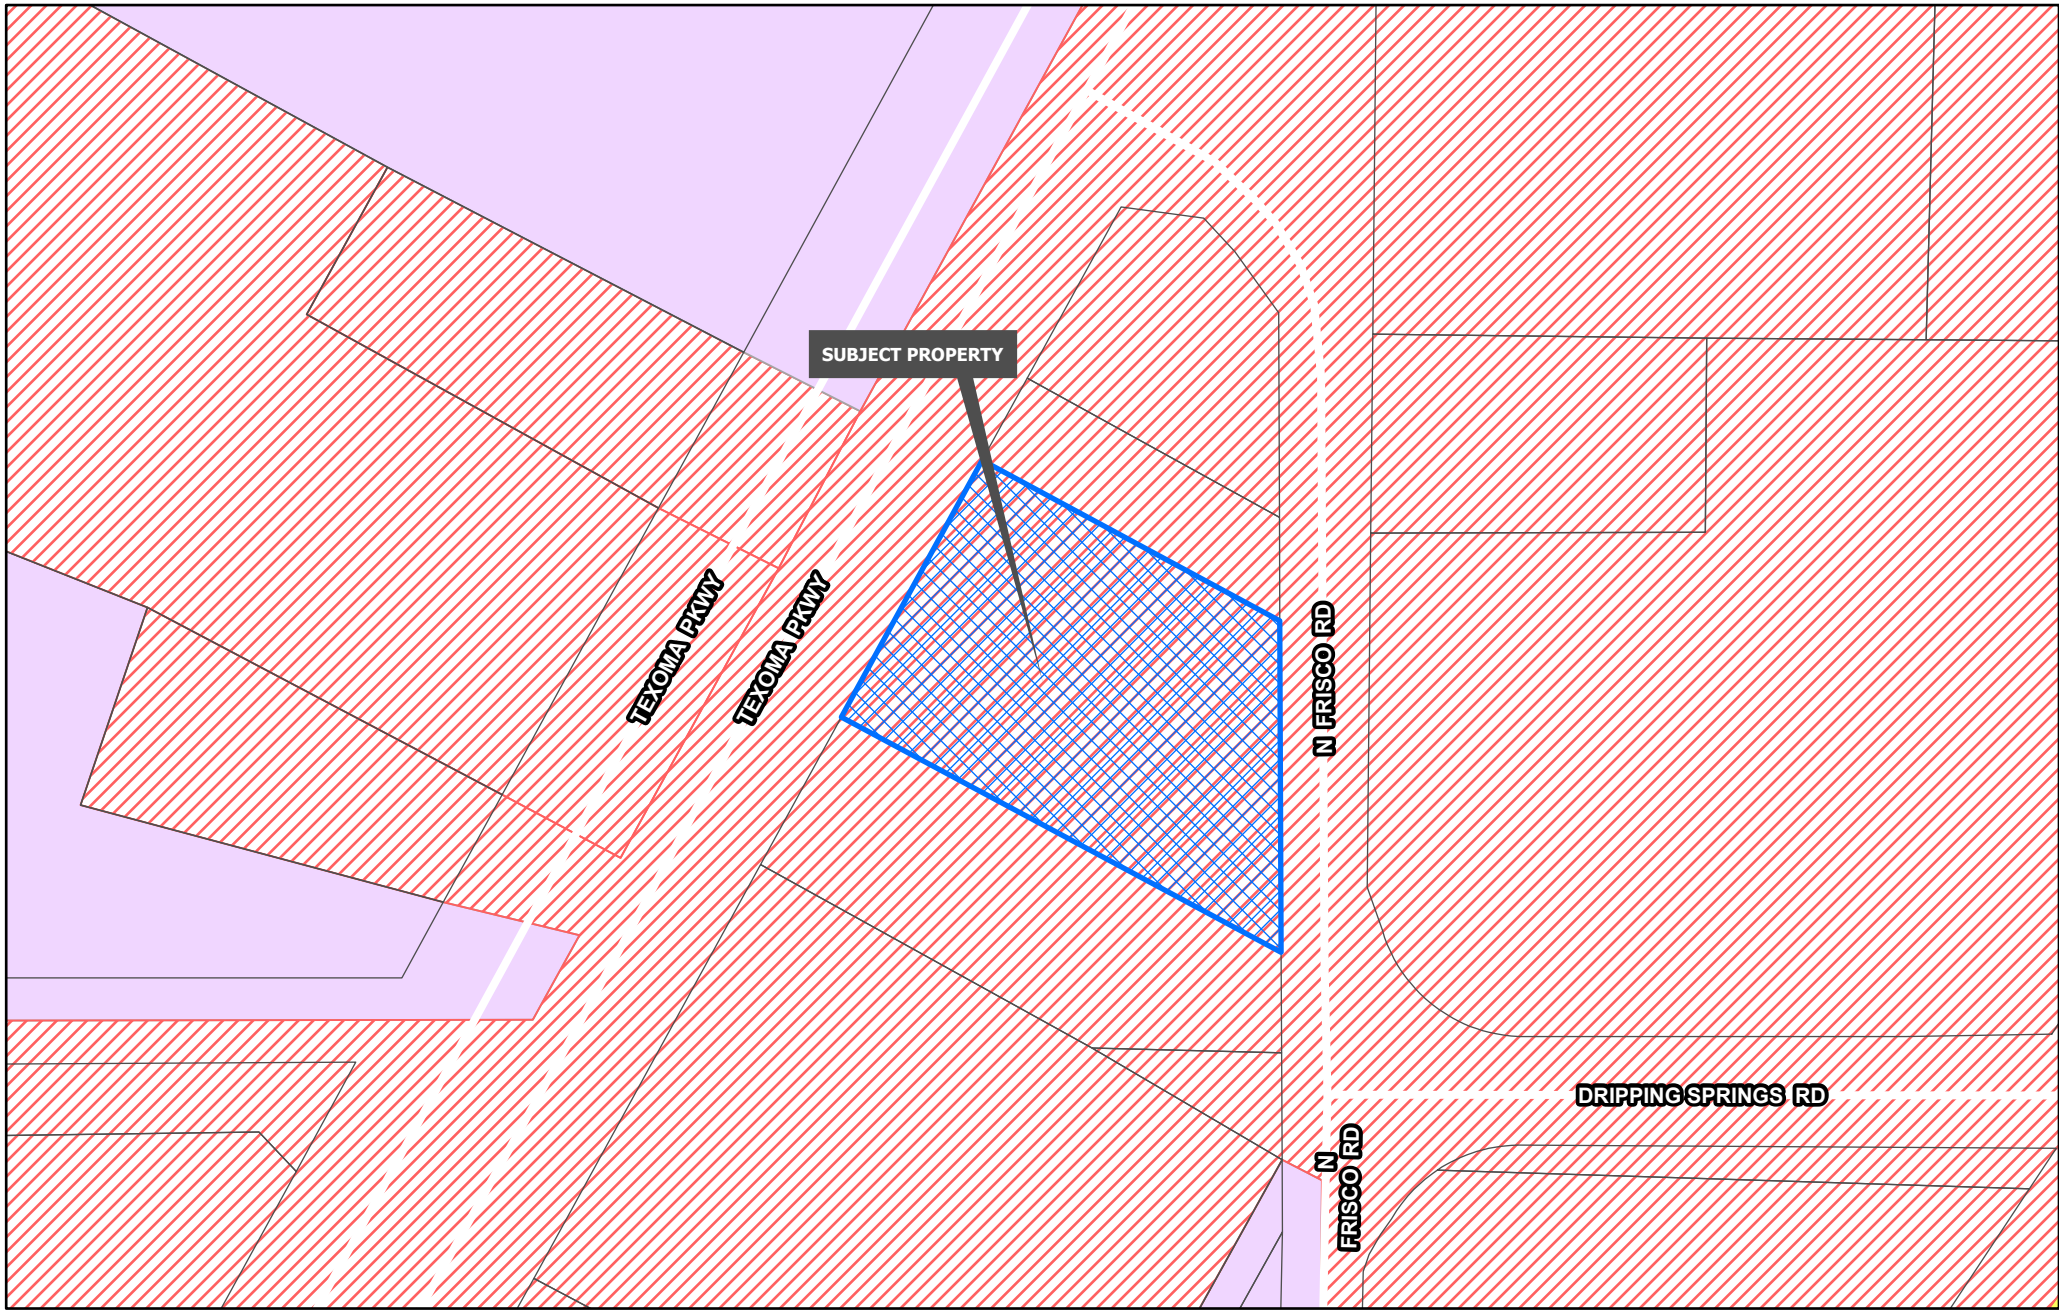 SUBJECT PROPERTY
TEXOMA PKWY
TEXOMA PKWY
N FRISCO RD
DRIPPING SPRINGS RD
N
FRISCO RD